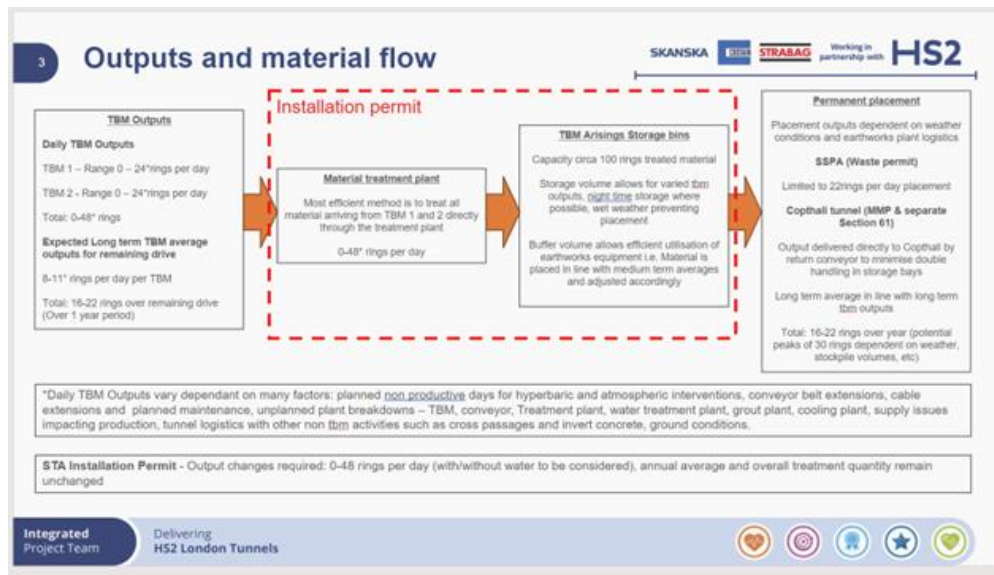 3
Outputs and material flow
SKANSKA
STRABAG
Working in
partnership with
HS2
Installation permit
TBM Outputs
Daily TBM Outputs
TBM 1 – Range 0 – 24*rings per day
TBM 2 - Range 0 – 24*rings per day
Total: 0-48* rings
Expected Long term TBM average
outputs for remaining drive
8-11* rings per day per TBM
Total: 16-22 rings over remaining drive
(Over 1 year period)
Material treatment plant
Most efficient method is to treat all
material arriving from TBM 1 and 2 directly
through the treatment plant
0-48* rings per day
TBM Arisings Storage bins
Capacity circa 100 rings treated material
Storage volume allows for varied tbm
outputs, night time storage where
possible, wet weather preventing
placement
Buffer volume allows efficient utilisation of
earthworks equipment i.e. Material is
placed in line with medium term averages
and adjusted accordingly
Permanent placement
Placement outputs dependent on weather
conditions and earthworks plant logistics
SSPA (Waste permit)
Limited to 22rings per day placement
Copthall tunnel (MMP & separate
Section 61)
Output delivered directly to Copthall by
return conveyor to minimise double
handling in storage bays
Long term average in line with long term
tbm outputs
Total: 16-22 rings over year (potential
peaks of 30 rings dependent on weather,
stockpile volumes, etc)
*Daily TBM Outputs vary dependant on many factors: planned non productive days for hyperbaric and atmospheric interventions, conveyor belt extensions, cable
extensions and planned maintenance, unplanned plant breakdowns – TBM, conveyor, Treatment plant, water treatment plant, grout plant, cooling plant, supply issues
impacting production, tunnel logistics with other non tbm activities such as cross passages and invert concrete, ground conditions.
STA Installation Permit - Output changes required: 0-48 rings per day (with/without water to be considered), annual average and overall treatment quantity remain
unchanged
Integrated
Project Team
Delivering
HS2 London Tunnels